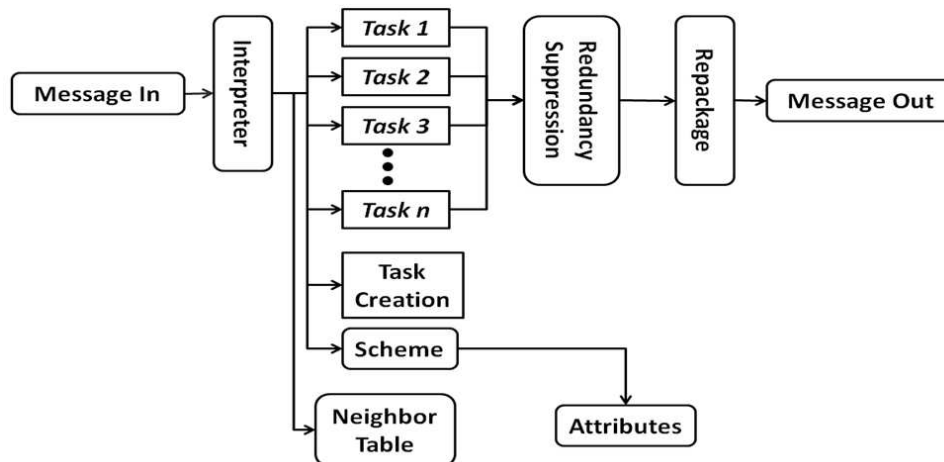 Message In
Interpreter
Task 1
Task 2
Task 3
Task n
Task
Creation
Scheme
Neighbor
Table
Redundancy
Suppression
Repackage
Message Out
Attributes